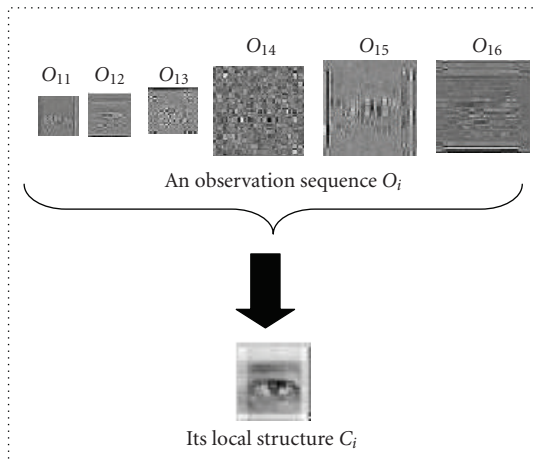 O14 O15 O16
O11 O12 O13
An observation sequence Oi
Its local structure Ci